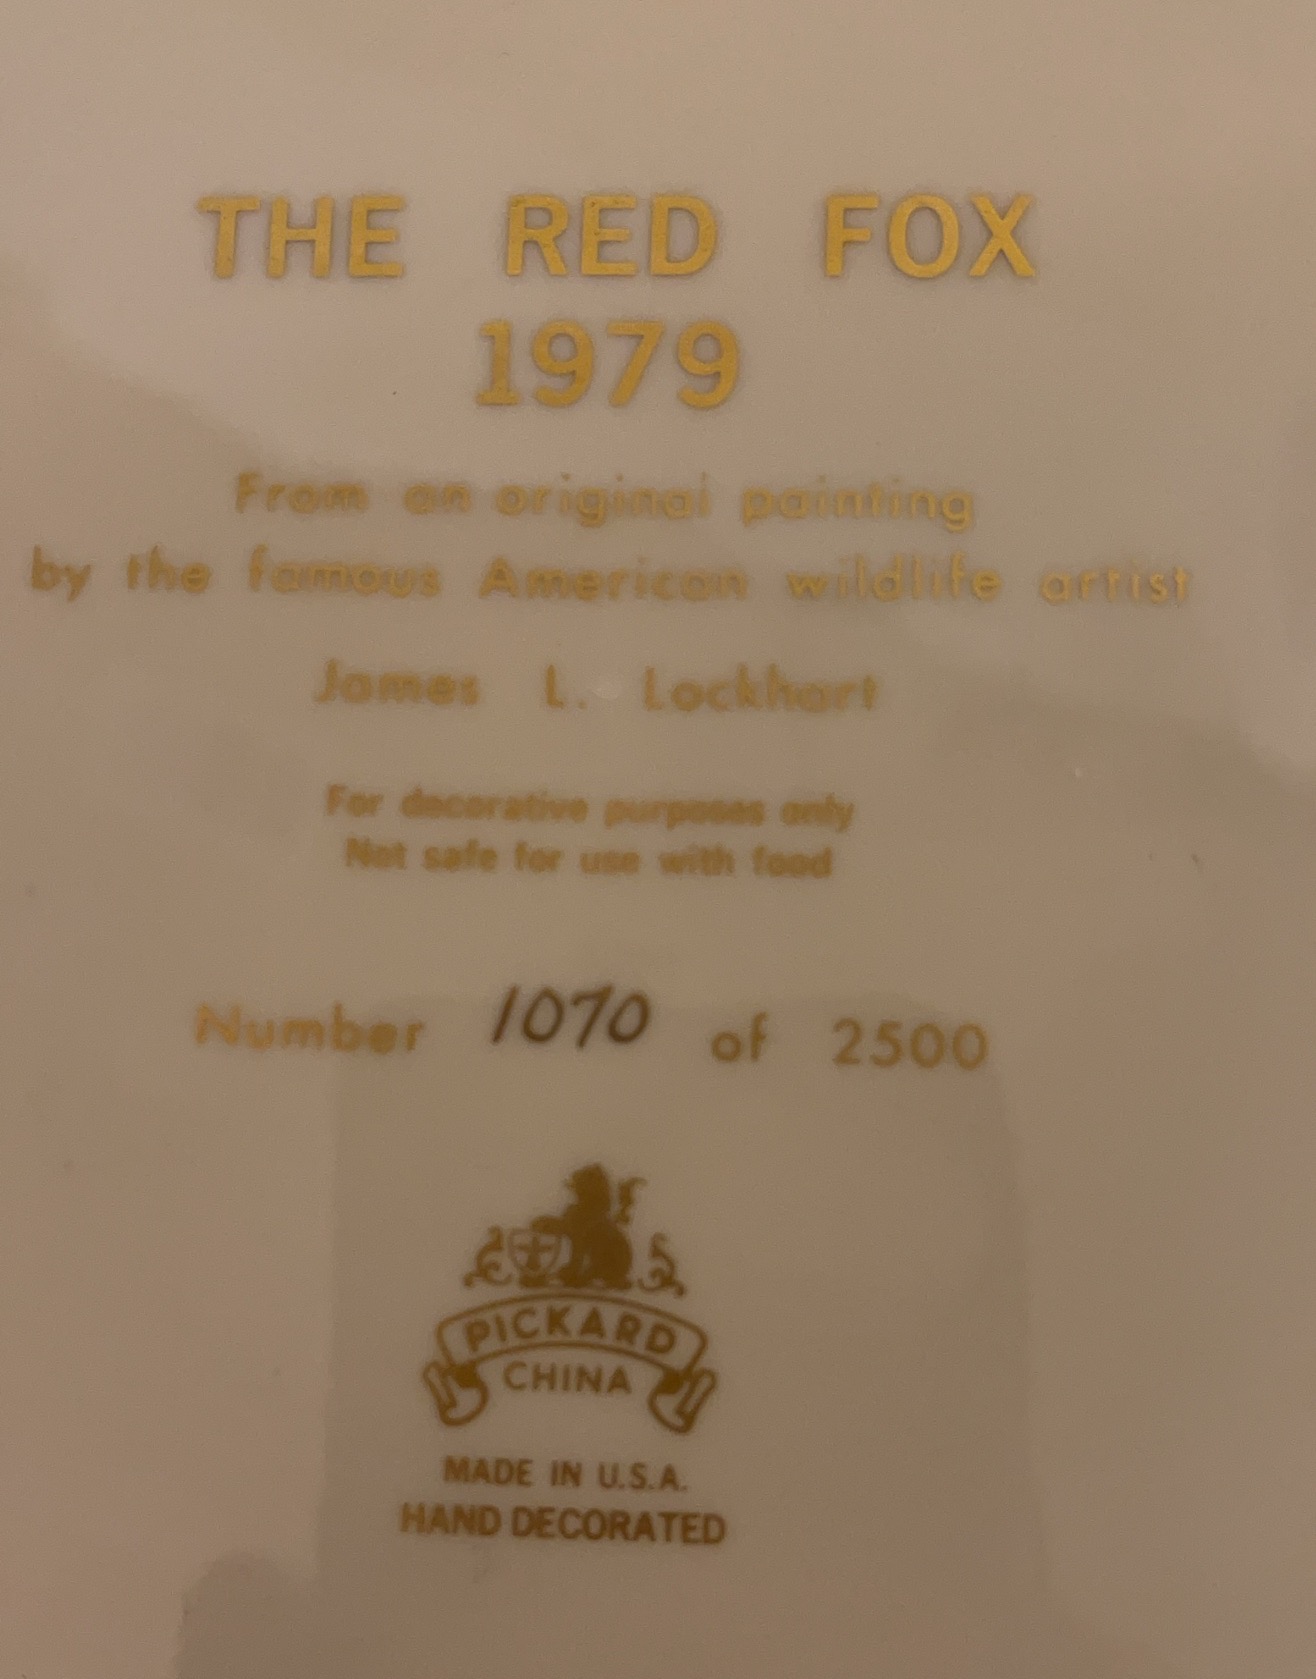 THE RED FOX
1979
From an original painting
by the famous American wildlife artist
James L. Lockhart
For decorative purposes only
Not safe for use with food
Number 1070 of 2500
PICKARD
CHINA
MADE IN U.S.A.
HAND DECORATED